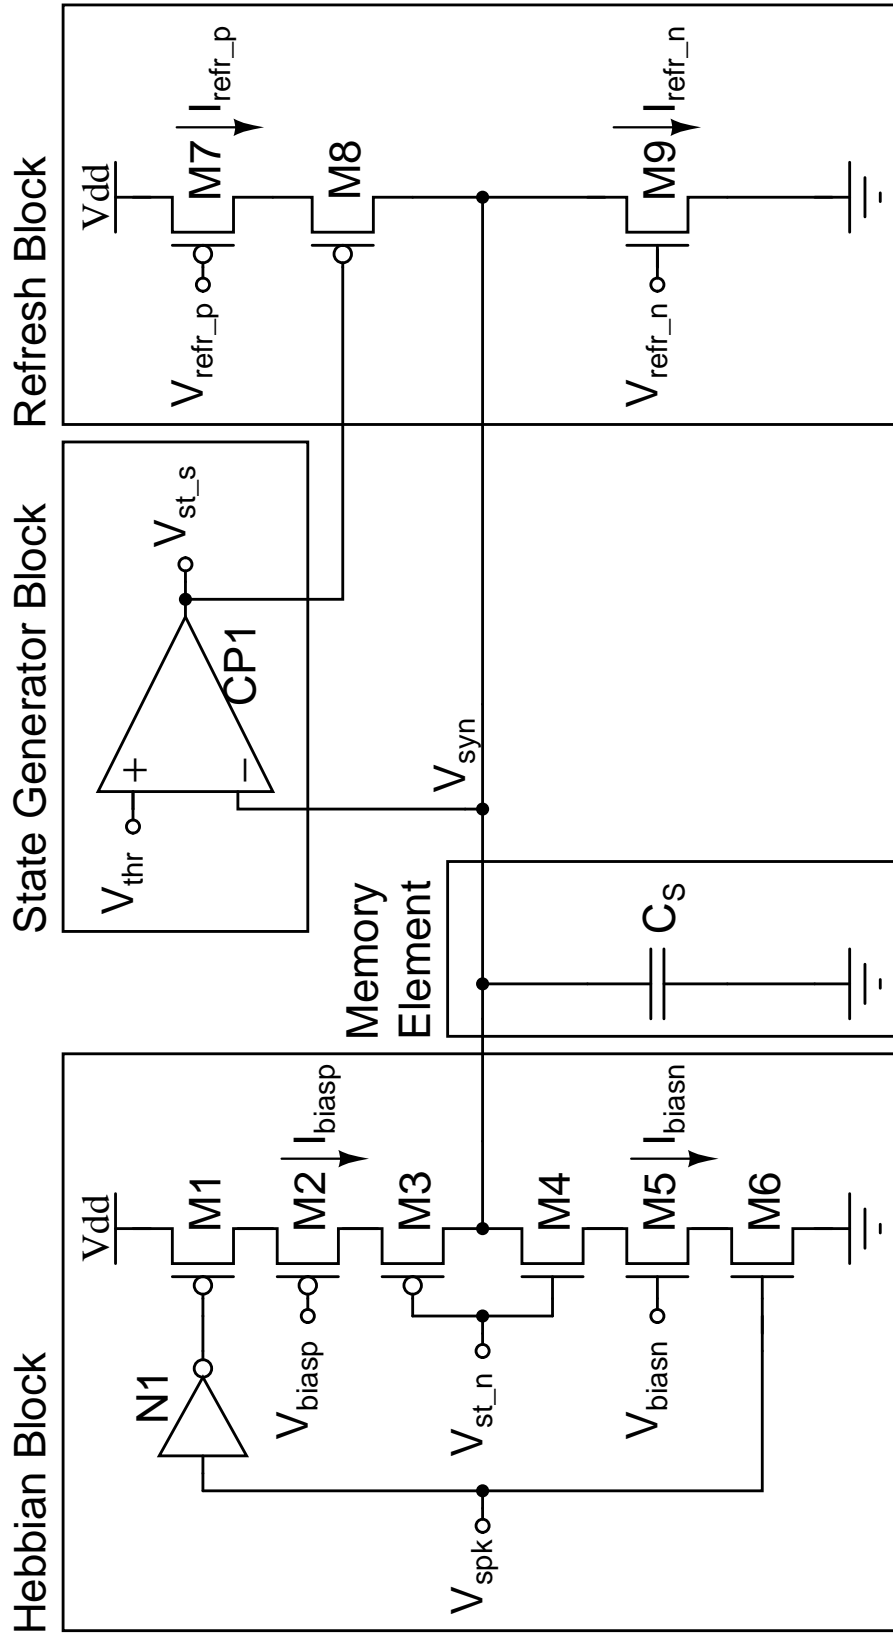 Hebbian Block
State Generator Block
Refresh Block
Vdd
N1
M1
V_biasp
M2
I_biasp
M3
V_spk
V_st_n
M4
V_biasn
M5
I_biasn
M6
Memory
Element
C_S
V_thr
+
−
CP1
V_st_s
V_syn
Vdd
V_refr_p
M7
I_refr_p
M8
V_refr_n
M9
I_refr_n